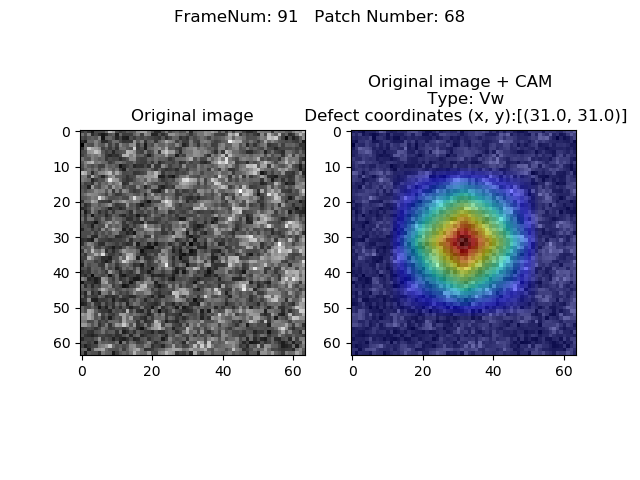 FrameNum: 91   Patch Number: 68
Original image
Original image + CAM
Type: Vw
Defect coordinates (x, y):[(31.0, 31.0)]
0
10
20
30
40
50
60
0 20 40 60
0
10
20
30
40
50
60
0 20 40 60